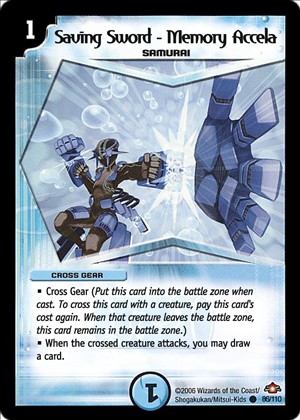 1
Saving Sword - Memory Accela
SAMURAI
CROSS GEAR
▪ Cross Gear (Put this card into the battle zone when
cast. To cross this card with a creature, pay this card's
cost again. When that creature leaves the battle zone,
this card remains in the battle zone.)
▪ When the crossed creature attacks, you may draw
a card.
1
©2006 Wizards of the Coast/
Shogakukan/Mitsui-Kids ● 86/110